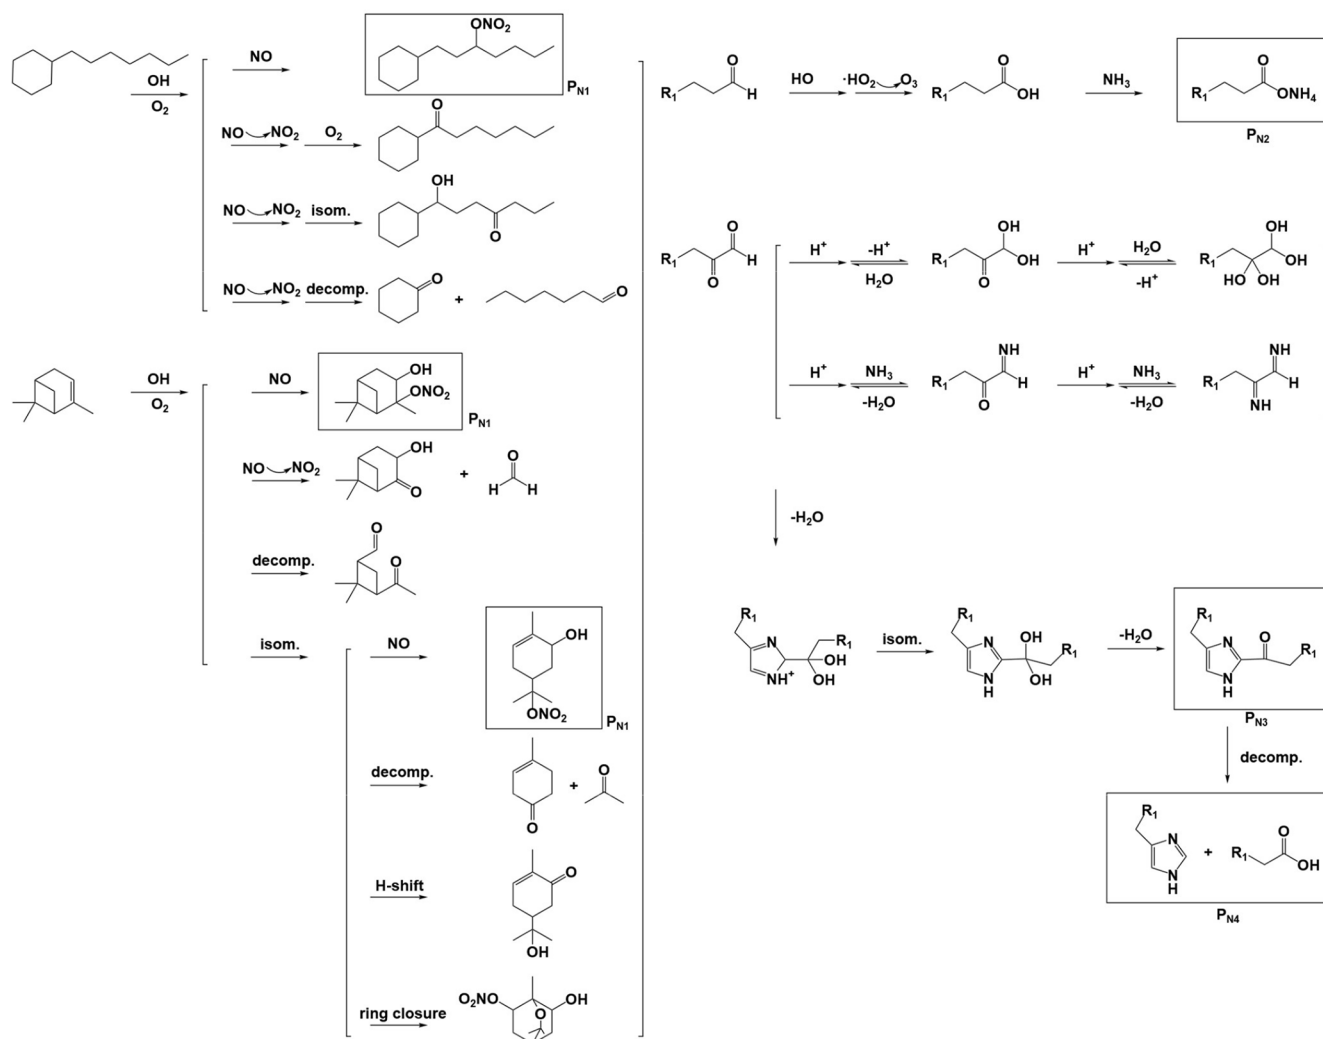 OH
O2
NO
ONO2
PN1
NO NO2 O2
O
NO NO2 isom.
OH
O
NO NO2 decomp.
O + O
OH
O2
NO
OH
ONO2
PN1
NO NO2
OH
O
+
O
H H
decomp.
O
O
isom.
NO
OH
ONO2
PN1
decomp.
O
+
O
H-shift
O
OH
ring closure
O2NO
OH
O
R1
O
H
HO ·HO2 O3
R1
O
OH
NH3
R1
O
ONH4
PN2
R1
O
H
O
H+ -H+
H2O
R1
OH
OH
O
H+ H2O
-H+
R1
OH
OH
HO OH
H+ NH3
-H2O
R1
NH
H
O
H+ NH3
-H2O
R1
NH
H
NH
-H2O
R1
N
NH+
R1
OH
OH
isom.
R1
N
N
H
OH
R1
OH
-H2O
R1
N
N
H
O
R1
PN3
decomp.
R1
N
N
H
+
R1
O
OH
PN4